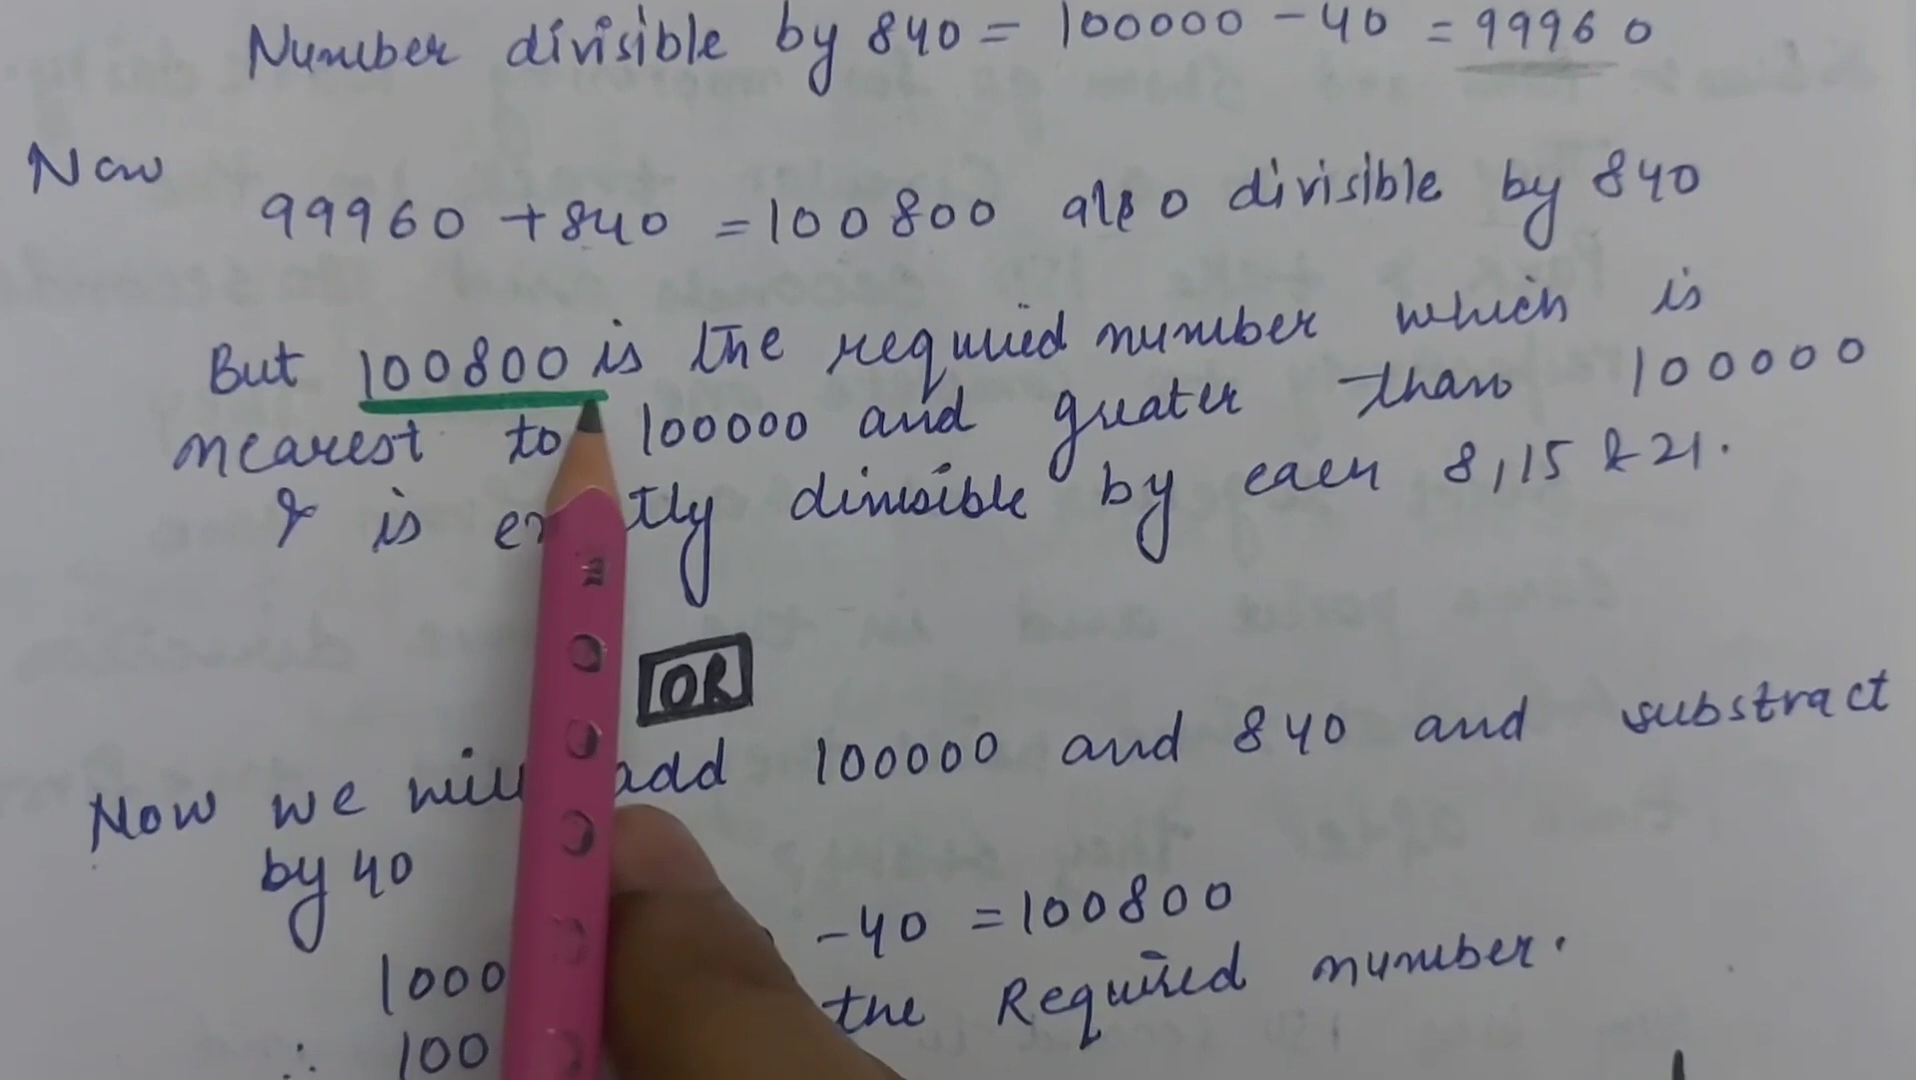 Number divisible by 840 = 100000 - 40 = 99960
Now
99960 + 840 = 100800 also divisible by 840
But 100800 is the required number which is
nearest to 100000 and greater than 100000
& is tly divisible by each 8, 15 & 21.
OR
Now we will add 100000 and 840 and substract
by 40
1000 -40 = 100800
∴ 100 the Required number.